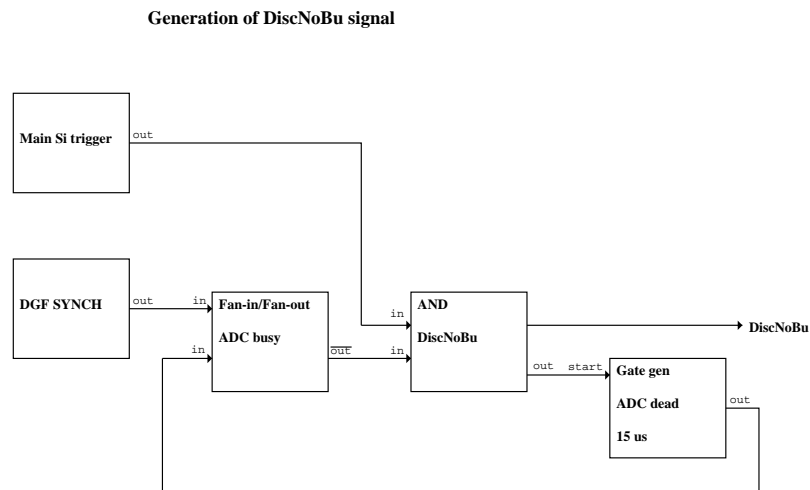 Generation of DiscNoBu signal
Main Si trigger
out
DGF SYNCH
out
in
Fan-in/Fan-out
ADC busy
in
out
in
in
AND
DiscNoBu
DiscNoBu
out
start
Gate gen
ADC dead
15 us
out